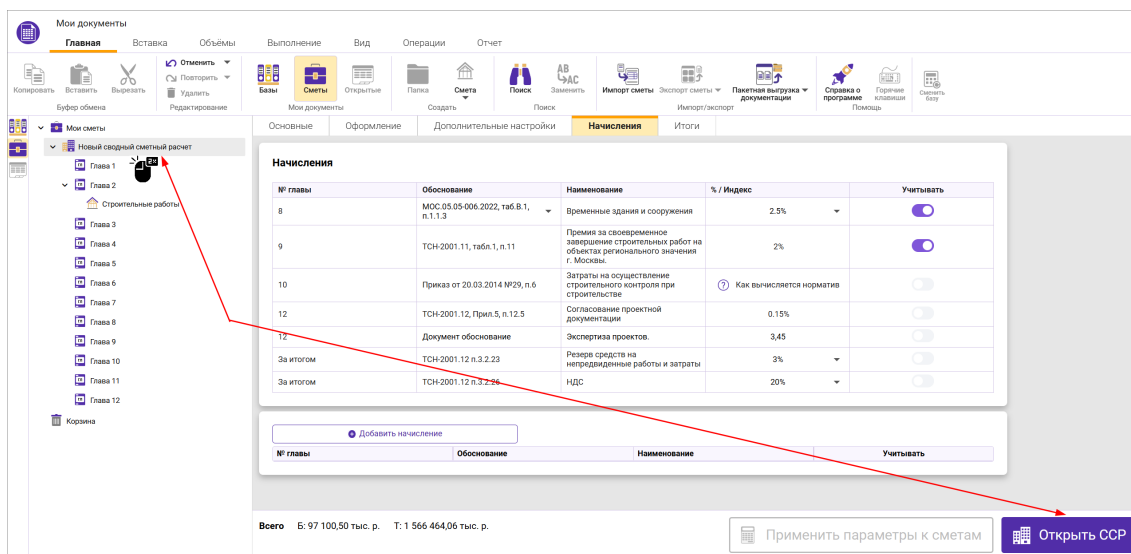 Мои документы
Главная Вставка Объёмы Выполнение Вид Операции Отчет
Копировать Вставить Вырезать
Отменить
Повторить
Удалить
Буфер обмена Редактирование
Базы Сметы Открытые
Мои документы
Папка Смета
Создать
Поиск
AB
AC
Заменить
Поиск
Импорт сметы Экспорт сметы Пакетная выгрузка документации
Импорт/экспорт
Справка о программе
Горячие клавиши
Помощь
Сменить базу
Мои сметы
Новый сводный сметный расчет
2×
Глава 1
Глава 2
Строительные работы
Глава 3
Глава 4
Глава 5
Глава 6
Глава 7
Глава 8
Глава 9
Глава 10
Глава 11
Глава 12
Корзина
Основные Оформление Дополнительные настройки Начисления Итоги
Начисления
№ главы Обоснование Наименование % / Индекс Учитывать
8 МОС.05.05-006.2022, таб.В.1, п.1.1.3 Временные здания и сооружения 2.5%
9 ТСН-2001.11, табл.1, п.11 Премия за своевременное завершение строительных работ на объектах регионального значения г. Москвы. 2%
10 Приказ от 20.03.2014 №29, п.6 Затраты на осуществление строительного контроля при строительстве ? Как вычисляется норматив
12 ТСН-2001.12, Прил.5, п.12.5 Согласование проектной документации 0.15%
12 Документ обоснование Экспертиза проектов. 3,45
За итогом ТСН-2001.12 п.3.2.23 Резерв средств на непредвиденные работы и затраты 3%
За итогом ТСН-2001.12 п.3.2.26 НДС 20%
Добавить начисление
№ главы Обоснование Наименование Учитывать
Всего Б: 97 100,50 тыс. р. Т: 1 566 464,06 тыс. р.
Применить параметры к сметам
Открыть ССР